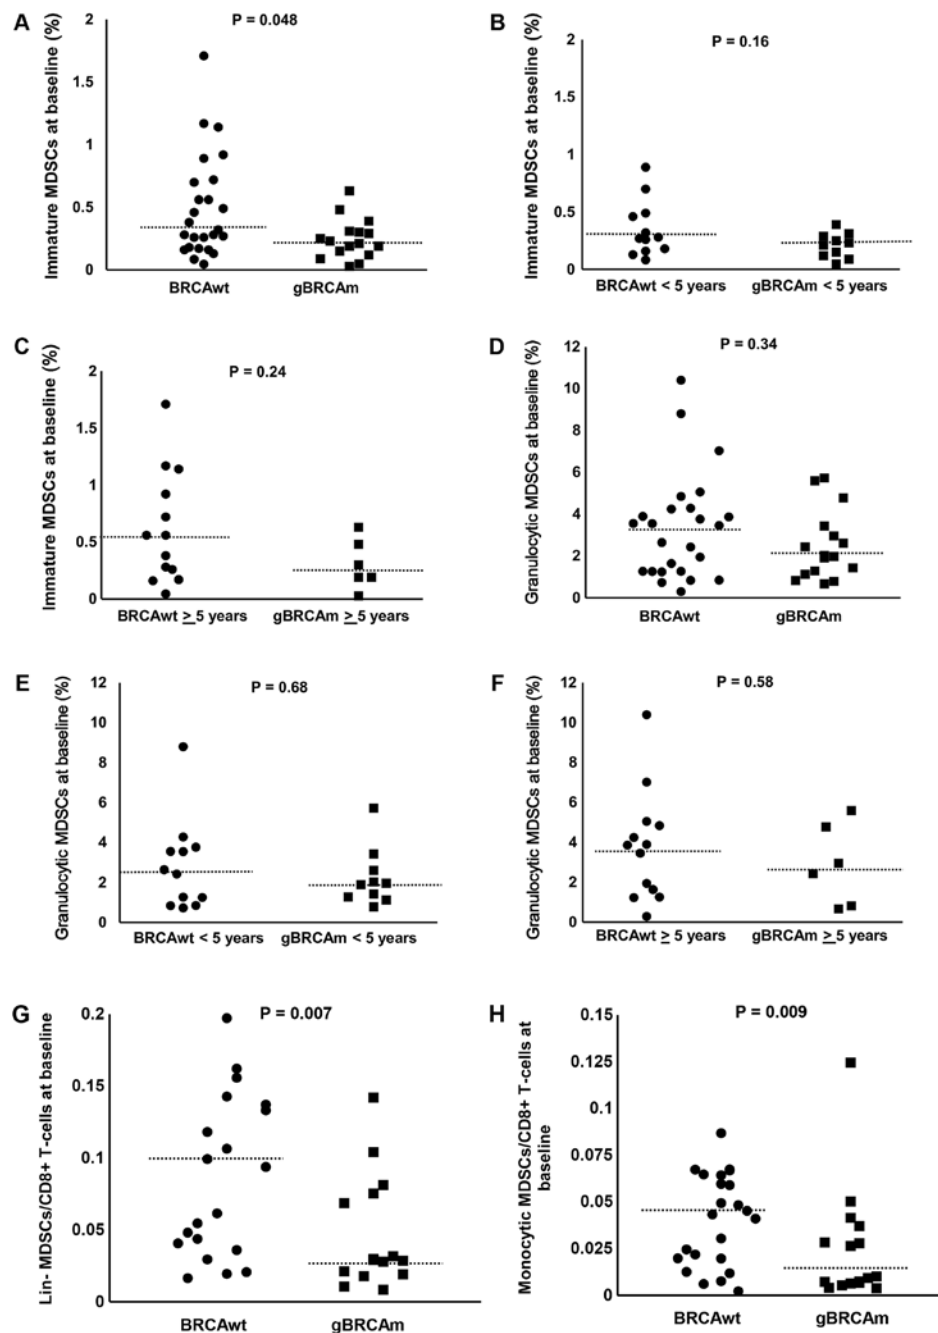 A
P = 0.048
Immature MDSCs at baseline (%)
2
1.5
1
0.5
0
BRCAwt
gBRCAm
B
P = 0.16
Immature MDSCs at baseline (%)
2
1.5
1
0.5
0
BRCAwt < 5 years
gBRCAm < 5 years
C
P = 0.24
Immature MDSCs at baseline (%)
2
1.5
1
0.5
0
BRCAwt ≥ 5 years
gBRCAm ≥ 5 years
D
P = 0.34
Granulocytic MDSCs at baseline (%)
12
10
8
6
4
2
0
BRCAwt
gBRCAm
E
P = 0.68
Granulocytic MDSCs at baseline (%)
12
10
8
6
4
2
0
BRCAwt < 5 years
gBRCAm < 5 years
F
P = 0.58
Granulocytic MDSCs at baseline (%)
12
10
8
6
4
2
0
BRCAwt ≥ 5 years
gBRCAm ≥ 5 years
G
P = 0.007
Lin- MDSCs/CD8+ T-cells at baseline
0.2
0.15
0.1
0.05
0
BRCAwt
gBRCAm
H
P = 0.009
Monocytic MDSCs/CD8+ T-cells at
baseline
0.15
0.125
0.1
0.075
0.05
0.025
0
BRCAwt
gBRCAm